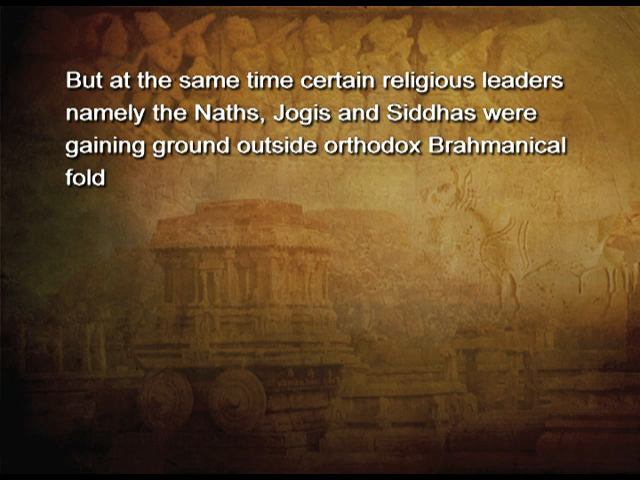 But at the same time certain religious leaders
namely the Naths, Jogis and Siddhas were
gaining ground outside orthodox Brahmanical
fold